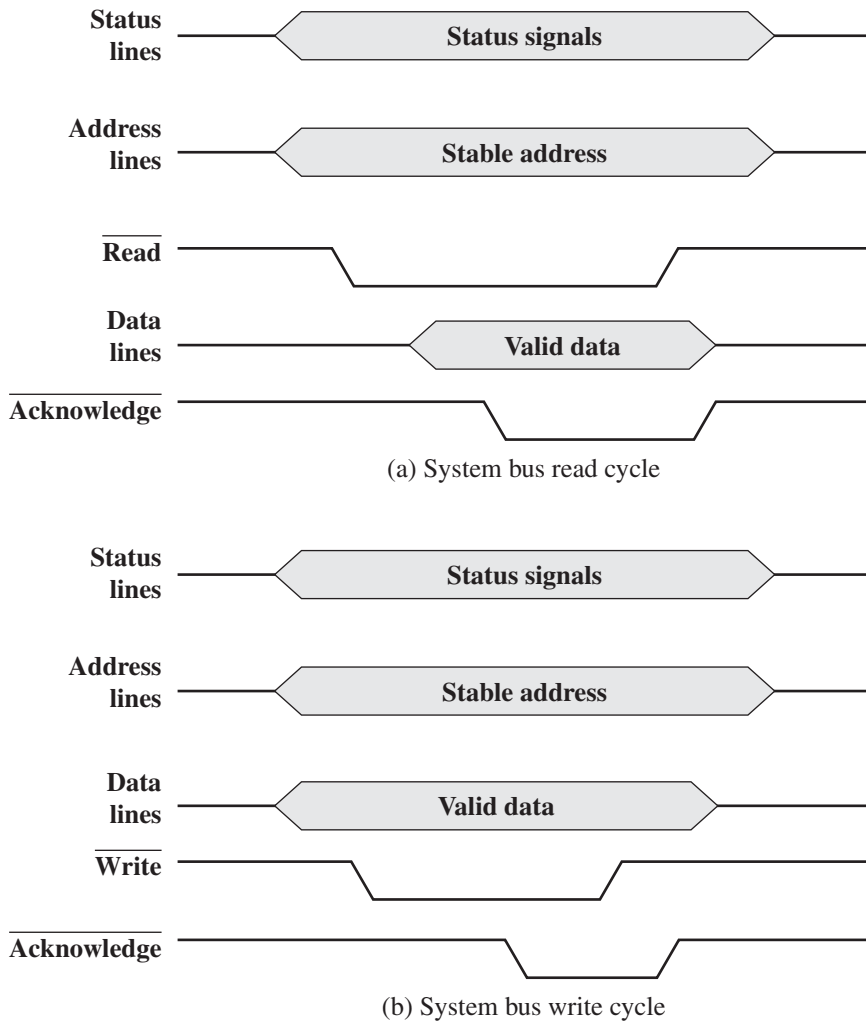 Status
lines
Status signals
Address
lines
Stable address
Read
Data
lines
Valid data
Acknowledge
(a) System bus read cycle
Status
lines
Status signals
Address
lines
Stable address
Data
lines
Valid data
Write
Acknowledge
(b) System bus write cycle